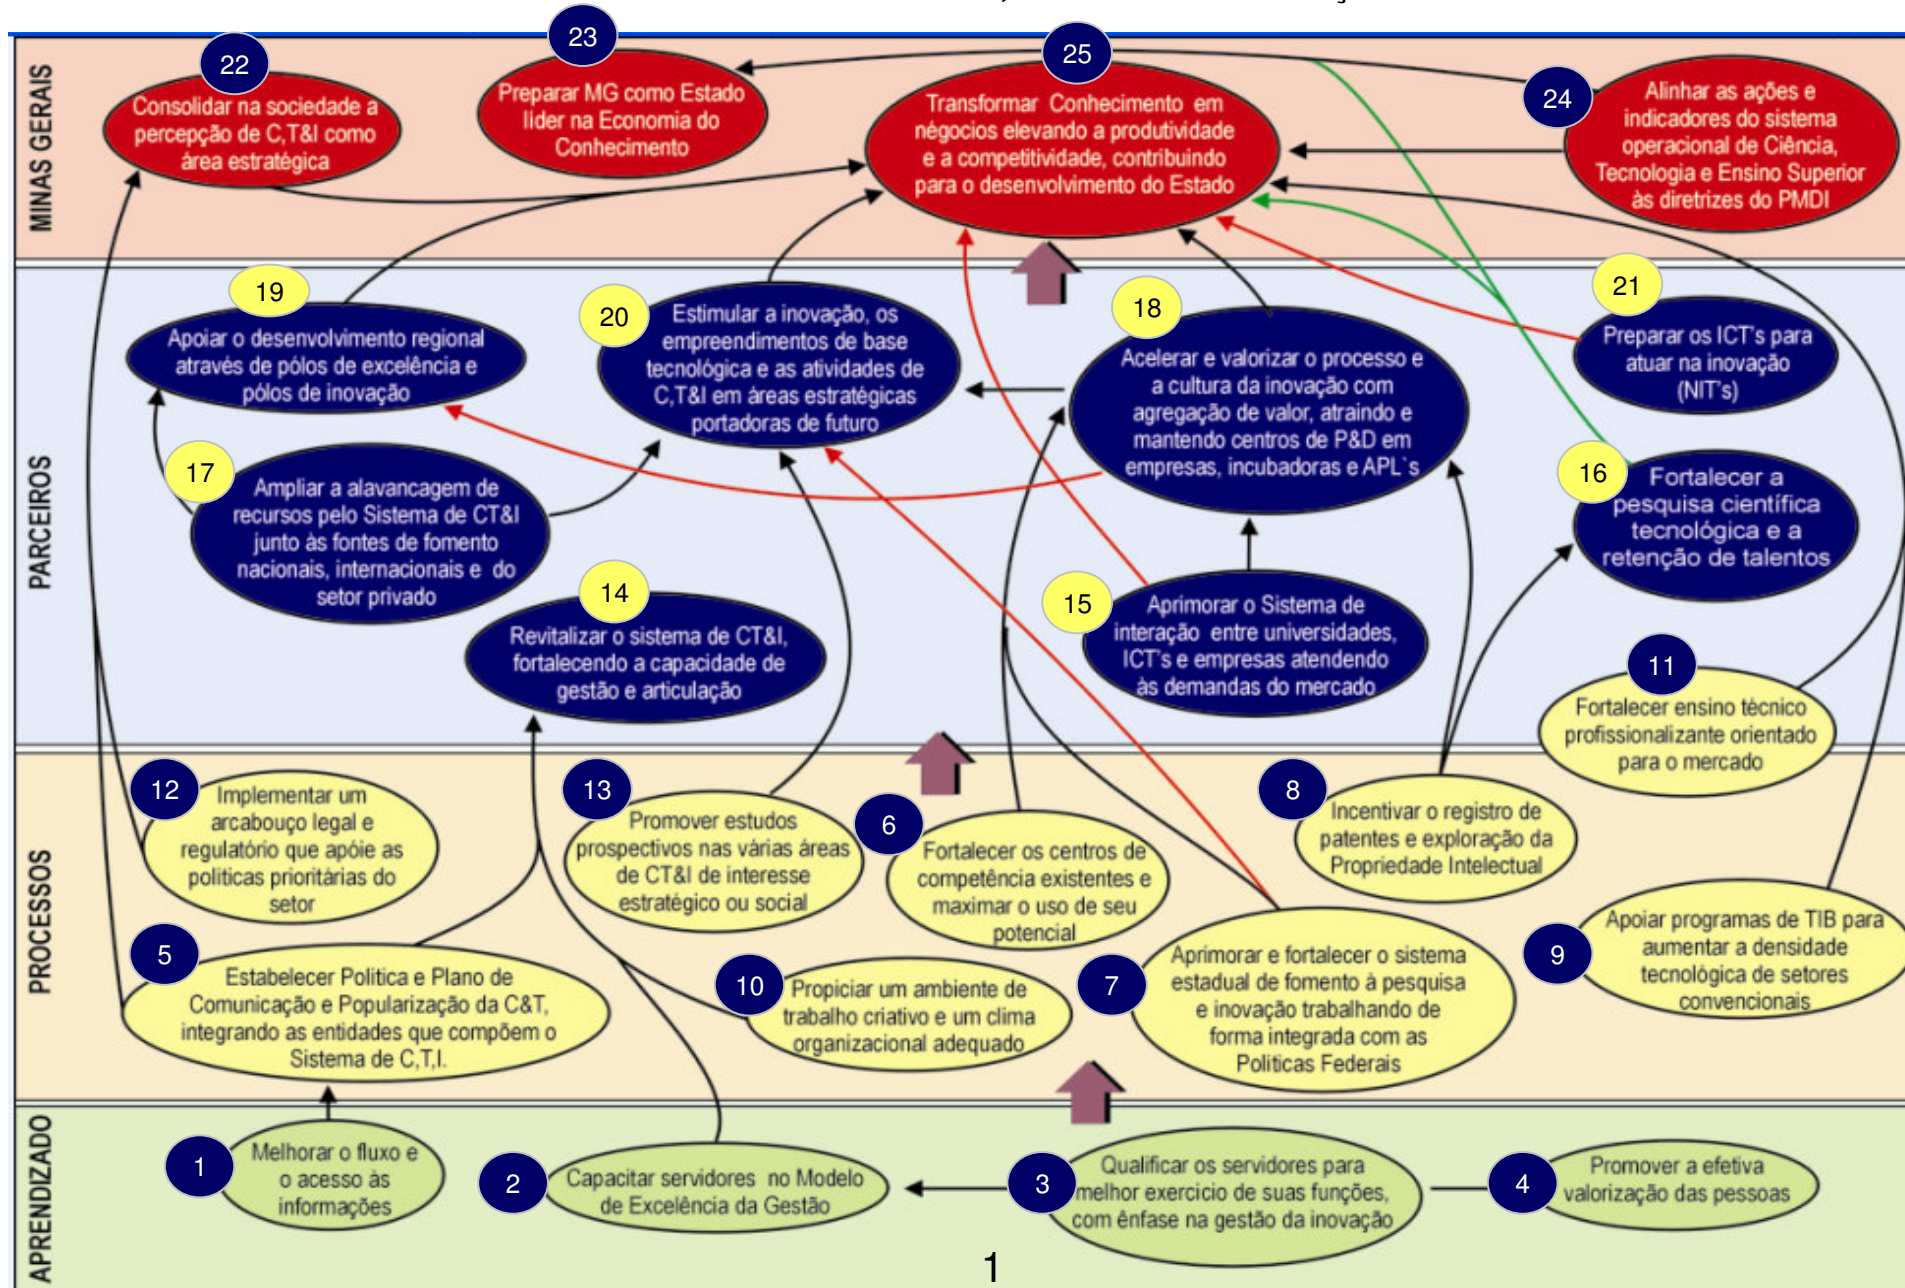 MINAS GERAIS
22
Consolidar na sociedade a
percepção de C,T&I como
área estratégica
23
Preparar MG como Estado
líder na Economia do
Conhecimento
25
Transformar Conhecimento em
négocios elevando a produtividade
e a competitividade, contribuindo
para o desenvolvimento do Estado
24
Alinhar as ações e
indicadores do sistema
operacional de Ciência,
Tecnologia e Ensino Superior
às diretrizes do PMDI
PARCEIROS
19
Apoiar o desenvolvimento regional
através de pólos de excelência e
pólos de inovação
20
Estimular a inovação, os
empreendimentos de base
tecnológica e as atividades de
C,T&I em áreas estratégicas
portadoras de futuro
18
Acelerar e valorizar o processo e
a cultura da inovação com
agregação de valor, atraindo e
mantendo centros de P&D em
empresas, incubadoras e APL`s
21
Preparar os ICT's para
atuar na inovação
(NIT's)
17
Ampliar a alavancagem de
recursos pelo Sistema de CT&I
junto às fontes de fomento
nacionais, internacionais e do
setor privado
16
Fortalecer a
pesquisa científica
tecnológica e a
retenção de talentos
14
Revitalizar o sistema de CT&I,
fortalecendo a capacidade de
gestão e articulação
15
Aprimorar o Sistema de
interação entre universidades,
ICT's e empresas atendendo
às demandas do mercado
11
Fortalecer ensino técnico
profissionalizante orientado
para o mercado
PROCESSOS
12
Implementar um
arcabouço legal e
regulatório que apóie as
políticas prioritárias do
setor
13
Promover estudos
prospectivos nas várias áreas
de CT&I de interesse
estratégico ou social
6
Fortalecer os centros de
competência existentes e
maximar o uso de seu
potencial
8
Incentivar o registro de
patentes e exploração da
Propriedade Intelectual
5
Estabelecer Política e Plano de
Comunicação e Popularização da C&T,
integrando as entidades que compõem o
Sistema de C,T,I.
10
Propiciar um ambiente de
trabalho criativo e um clima
organizacional adequado
7
Aprimorar e fortalecer o sistema
estadual de fomento à pesquisa
e inovação trabalhando de
forma integrada com as
Políticas Federais
9
Apoiar programas de TIB para
aumentar a densidade
tecnológica de setores
convencionais
APRENDIZADO
1
Melhorar o fluxo e
o acesso às
informações
2
Capacitar servidores no Modelo
de Excelência da Gestão
3
Qualificar os servidores para
melhor exercício de suas funções,
com ênfase na gestão da inovação
4
Promover a efetiva
valorização das pessoas
1